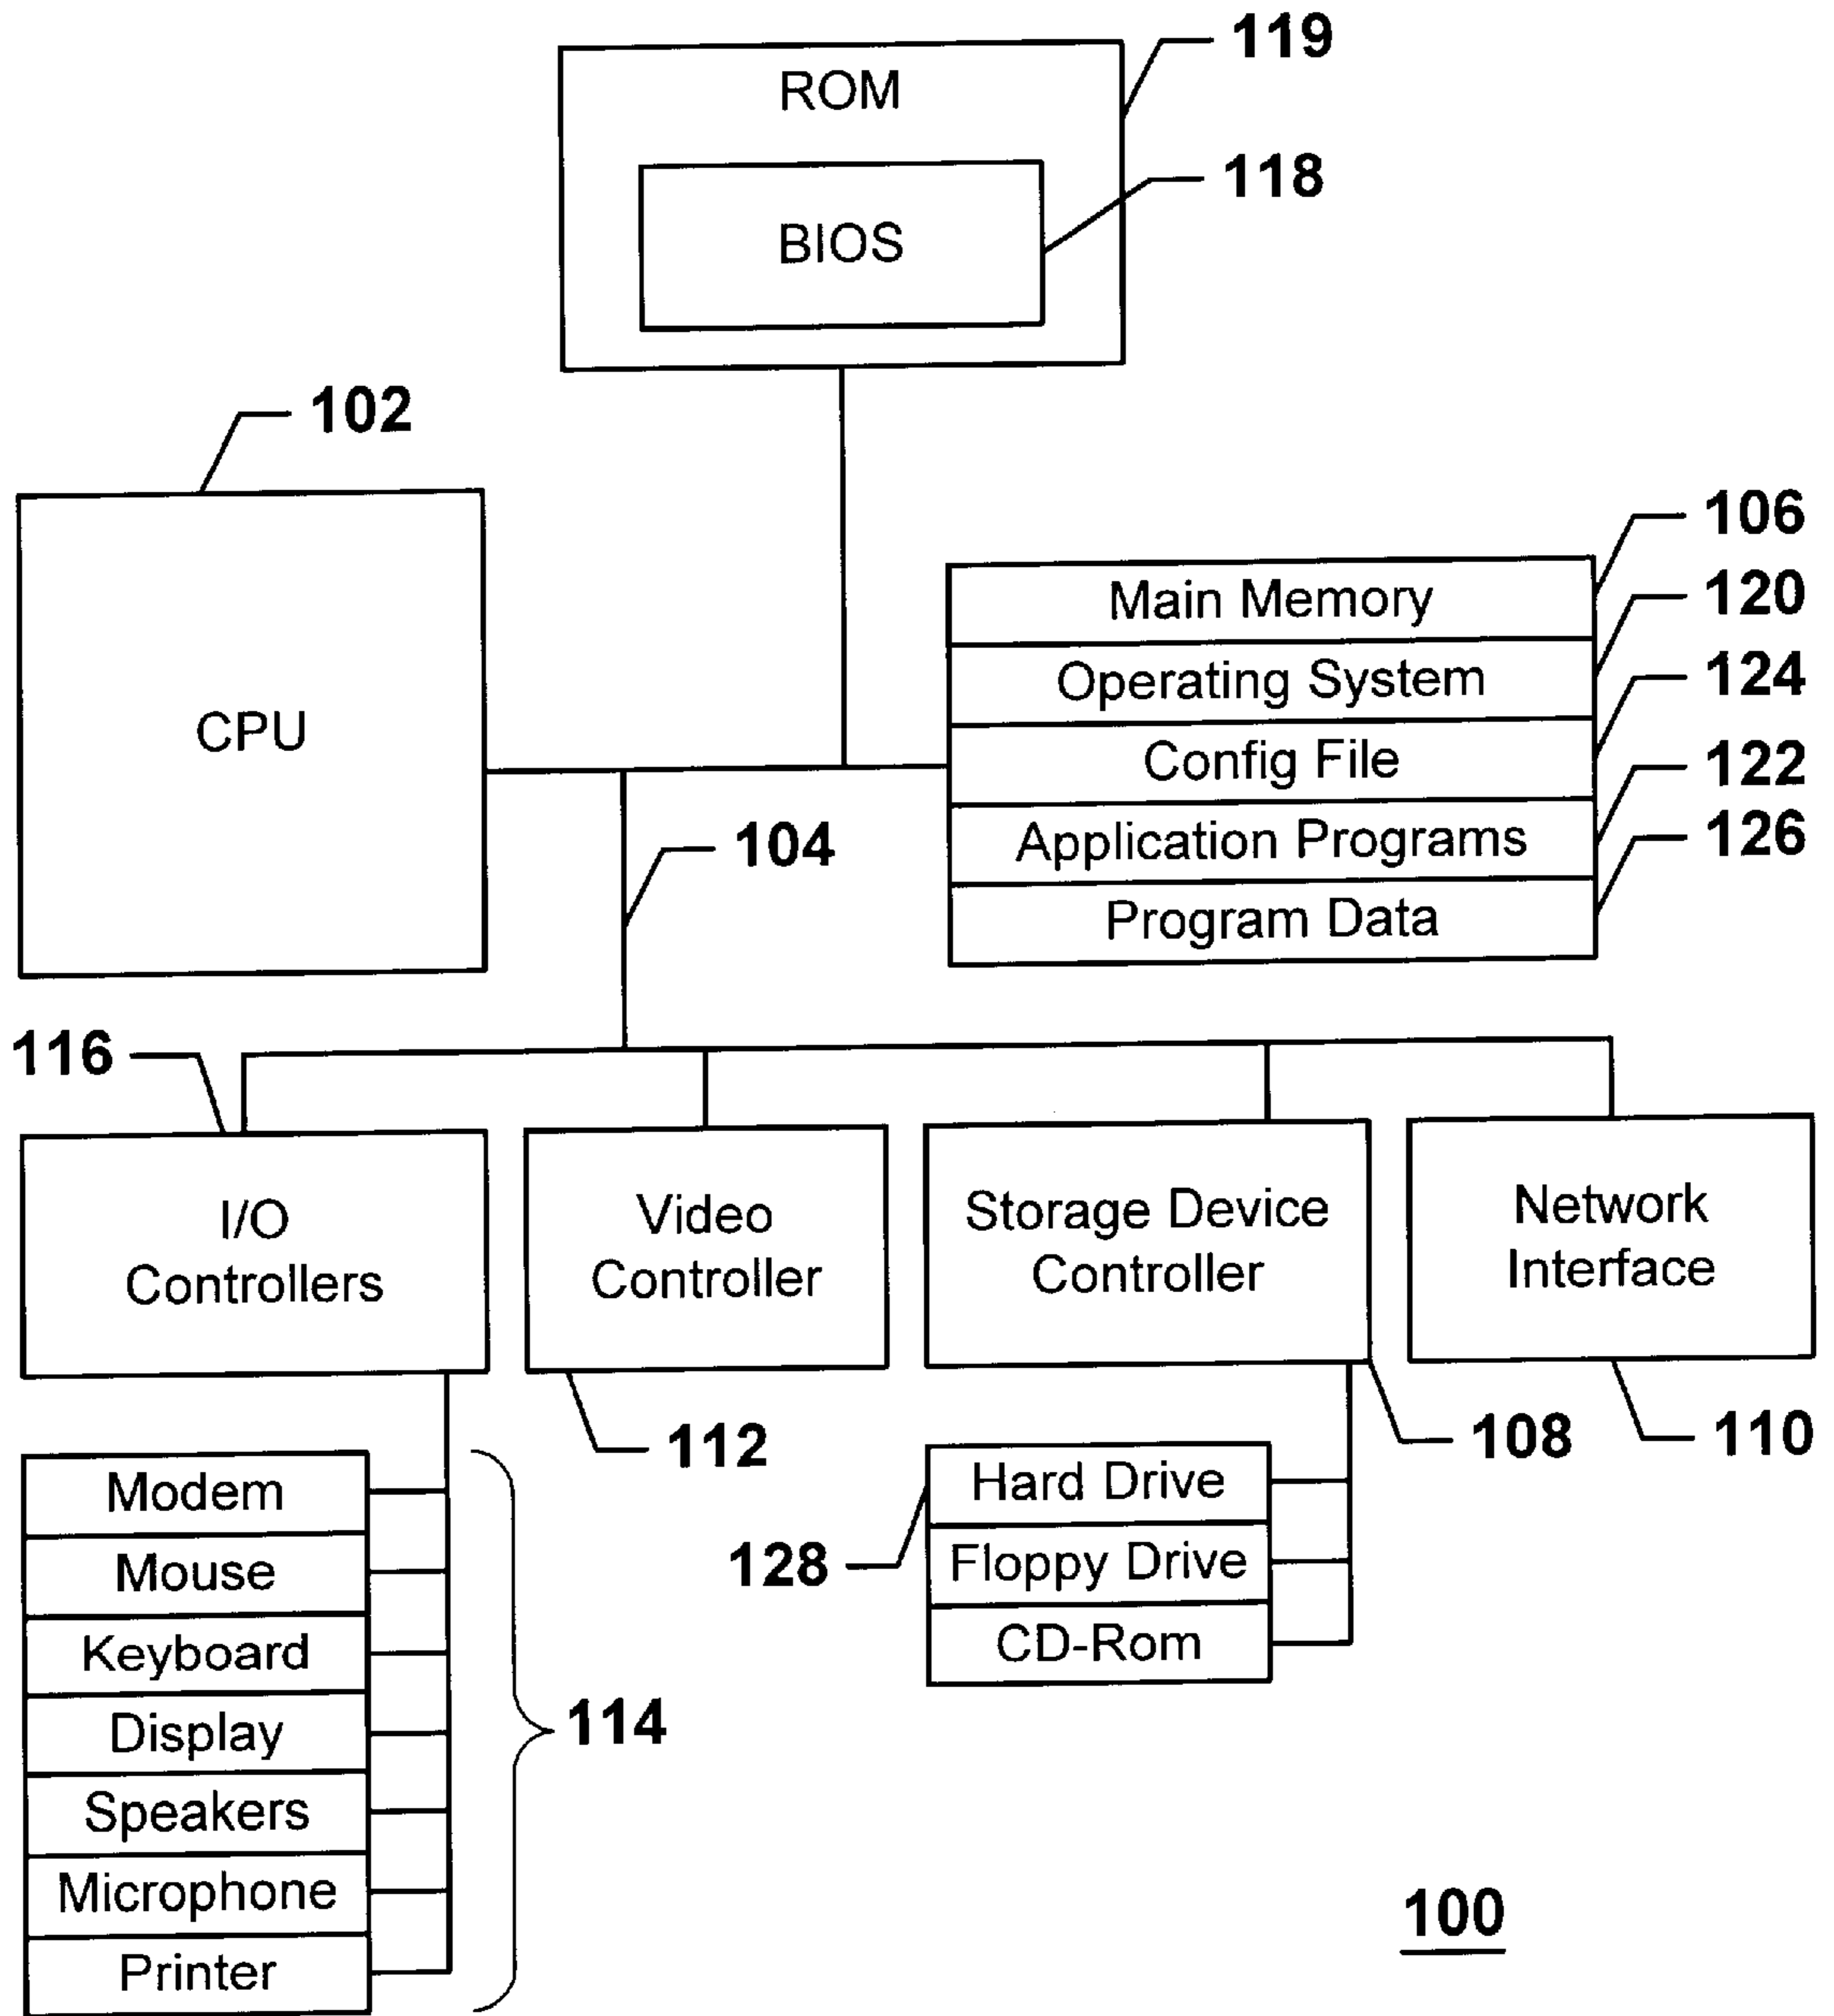 119
ROM
118
BIOS
102
CPU
106
Main Memory
120
Operating System
124
Config File
122
Application Programs
126
Program Data
104
116
I/O
Controllers
Video
Controller
Storage Device
Controller
Network
Interface
112
108
110
Modem
Mouse
Keyboard
Display
Speakers
Microphone
Printer
114
128
Hard Drive
Floppy Drive
CD-Rom
100